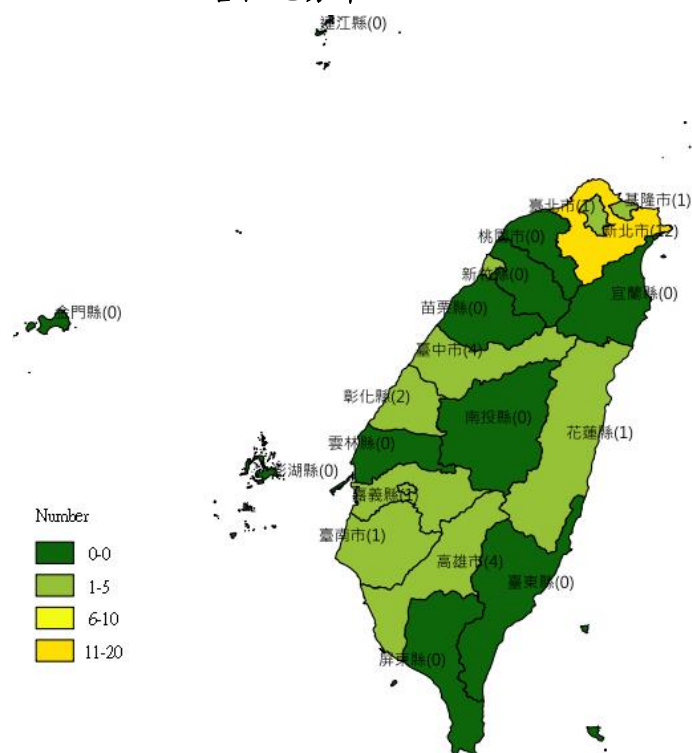 連江縣(0)
基隆市(1)
臺北市(1)
新北市(12)
桃園市(0)
新竹縣(0)
宜蘭縣(0)
苗栗縣(0)
金門縣(0)
臺中市(4)
彰化縣(2)
南投縣(0)
花蓮縣(1)
雲林縣(0)
澎湖縣(0)
嘉義縣(1)
臺南市(1)
高雄市(4)
臺東縣(0)
屏東縣(0)
Number
0-0
1-5
6-10
11-20